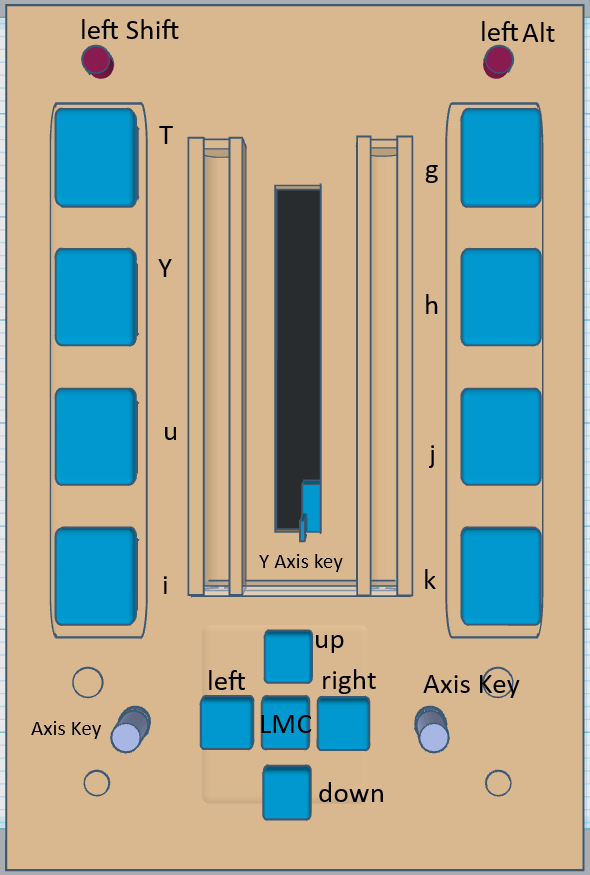 left Shift
left Alt
T
g
Y
h
u
j
Y Axis key
i
k
up
left
right
Axis Key
LMC
Axis Key
down